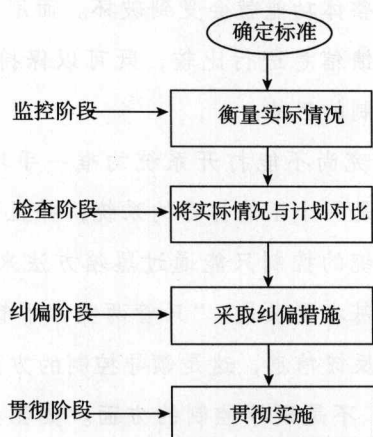 确定标准
监控阶段
衡量实际情况
检查阶段
将实际情况与计划对比
纠偏阶段
采取纠偏措施
贯彻阶段
贯彻实施